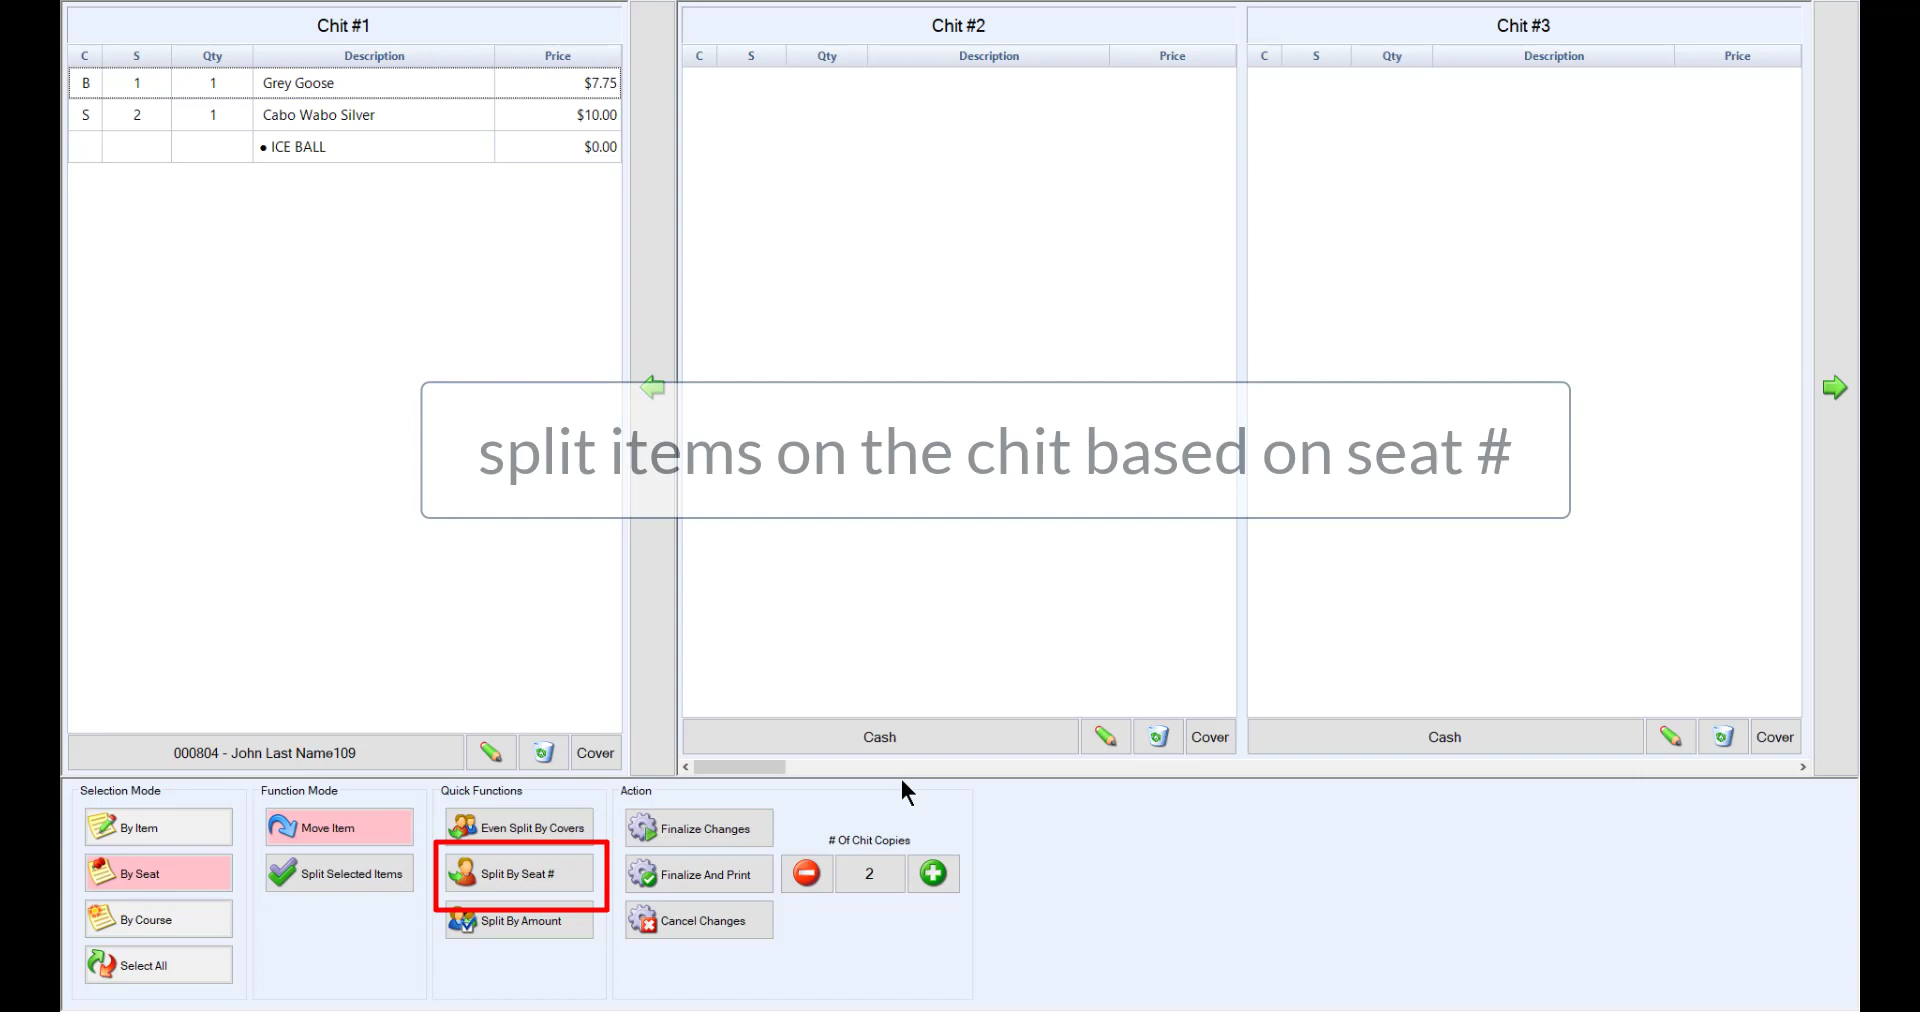 Chit #1
C S Qty Description Price
B 1 1 Grey Goose $7.75
S 2 1 Cabo Wabo Silver $10.00
● ICE BALL $0.00
000804 - John Last Name109 Cover
Chit #2
C S Qty Description Price
Cash Cover
Chit #3
C S Qty Description Price
Cash Cover
split items on the chit based on seat #
Selection Mode
By Item
By Seat
By Course
Select All
Function Mode
Move Item
Split Selected Items
Quick Functions
Even Split By Covers
Split By Seat #
Split By Amount
Action
Finalize Changes
Finalize And Print
Cancel Changes
# Of Chit Copies
2